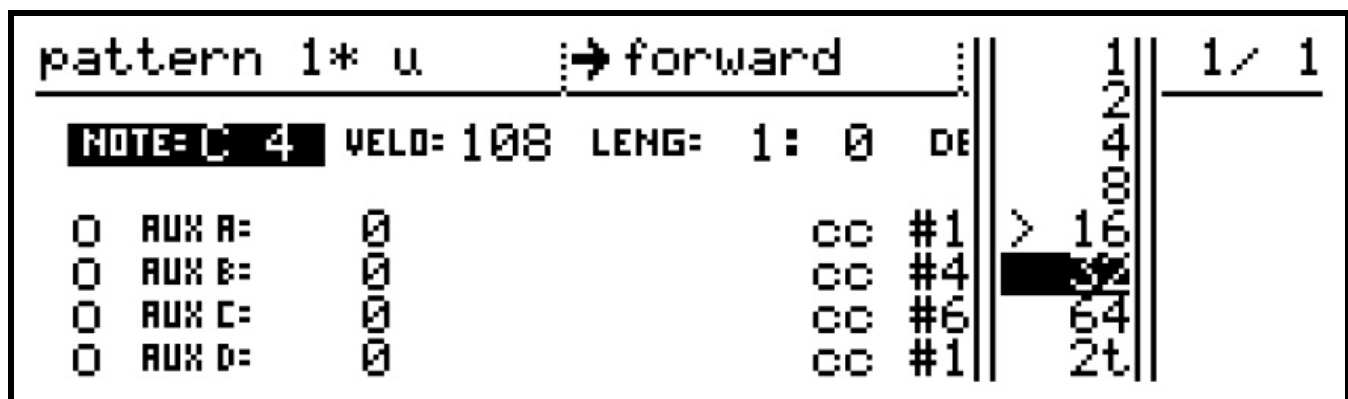 pattern 1* u → forward 1/ 1
NOTE= C 4 VELO= 108 LENG= 1: 0 DE
O AUX A= 0 cc #1
O AUX B= 0 cc #4
O AUX C= 0 cc #6
O AUX D= 0 cc #1
1
2
4
8
> 16
32
64
2t